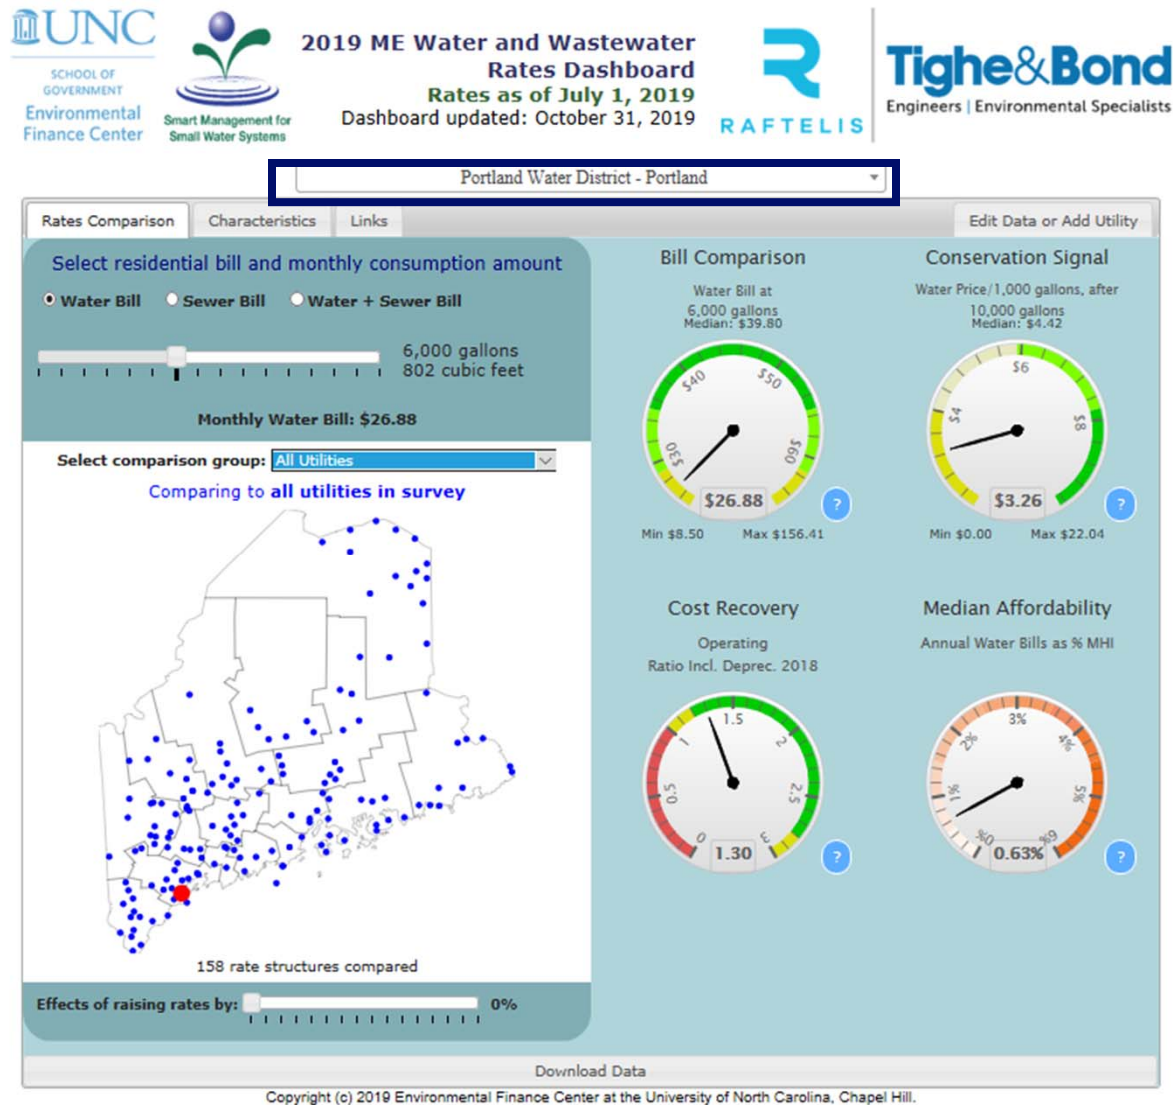 UNC
SCHOOL OF
GOVERNMENT
Environmental
Finance Center
Smart Management for
Small Water Systems
2019 ME Water and Wastewater
Rates Dashboard
Rates as of July 1, 2019
Dashboard updated: October 31, 2019
RAFTELIS
Tighe&Bond
Engineers | Environmental Specialists
Portland Water District - Portland
Rates Comparison
Characteristics
Links
Edit Data or Add Utility
Select residential bill and monthly consumption amount
Water Bill
Sewer Bill
Water + Sewer Bill
6,000 gallons
802 cubic feet
Monthly Water Bill: $26.88
Select comparison group: All Utilities
Comparing to all utilities in survey
158 rate structures compared
Effects of raising rates by: 0%
Bill Comparison
Water Bill at
6,000 gallons
Median: $39.80
$30
$40
$50
$60
$26.88
?
Min $8.50
Max $156.41
Conservation Signal
Water Price/1,000 gallons, after
10,000 gallons
Median: $4.42
$4
$6
$8
$3.26
?
Min $0.00
Max $22.04
Cost Recovery
Operating
Ratio Incl. Deprec. 2018
0
0.5
1
1.5
2
2.5
3
1.30
?
Median Affordability
Annual Water Bills as % MHI
0%
1%
2%
3%
4%
5%
6%
0.63%
?
Download Data
Copyright (c) 2019 Environmental Finance Center at the University of North Carolina, Chapel Hill.